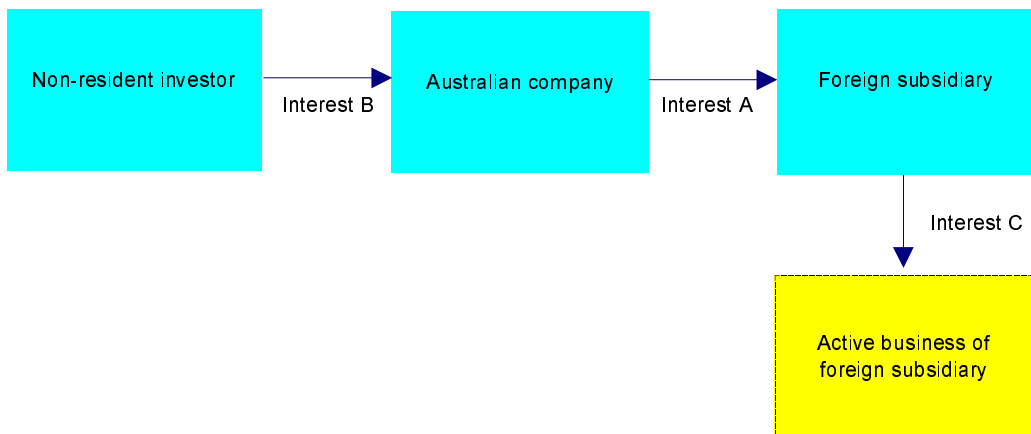 Non-resident investor
Interest B
Australian company
Interest A
Foreign subsidiary
Interest C
Active business of
foreign subsidiary